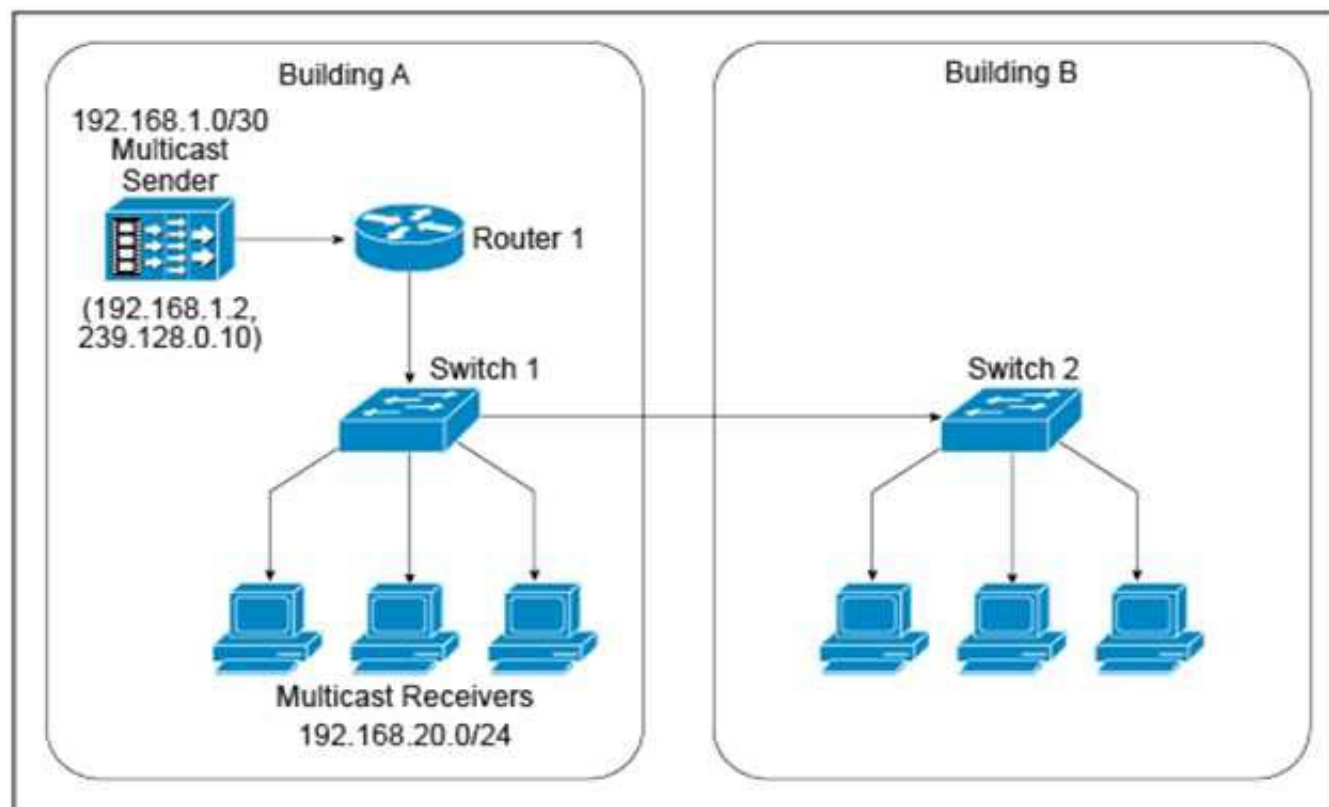 Building A
192.168.1.0/30
Multicast
Sender
Router 1
(192.168.1.2,
239.128.0.10)
Switch 1
Multicast Receivers
192.168.20.0/24
Building B
Switch 2